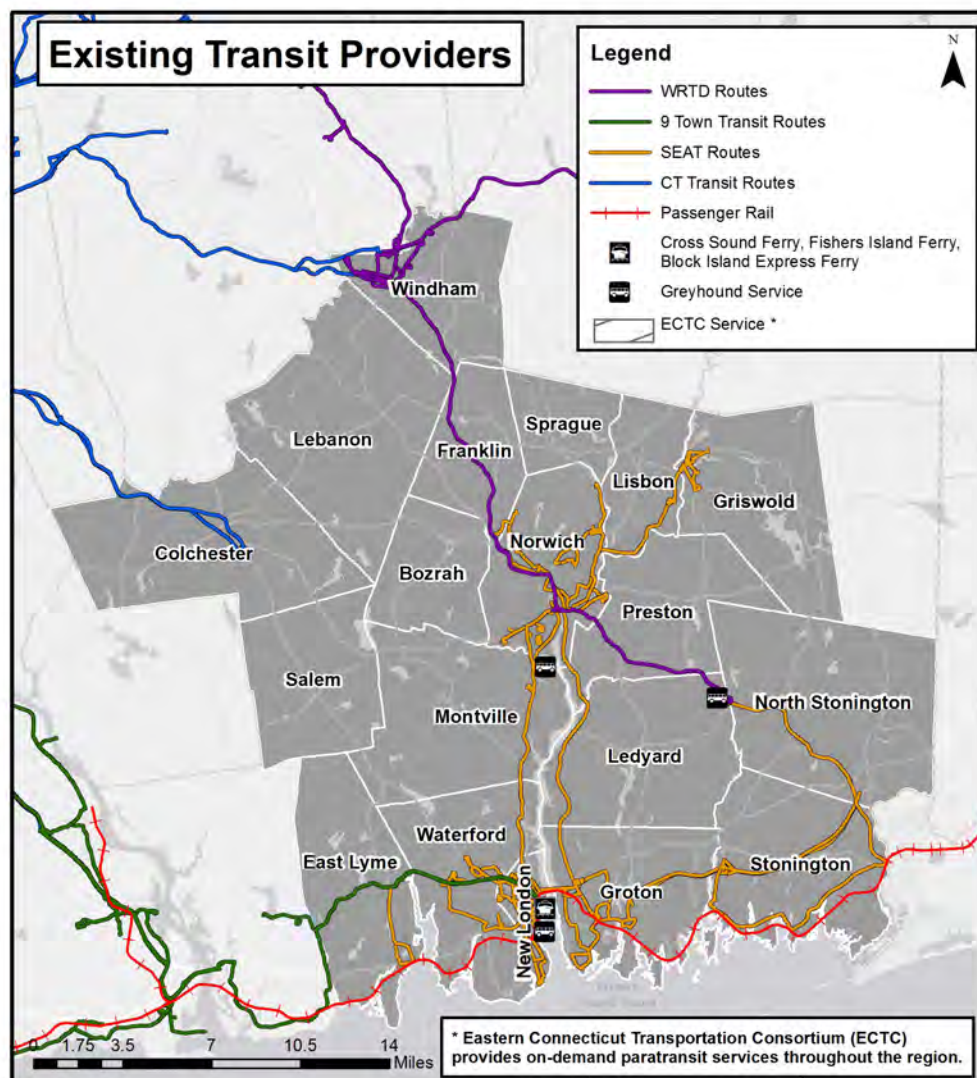 Existing Transit Providers
Legend
WRTD Routes
9 Town Transit Routes
SEAT Routes
CT Transit Routes
Passenger Rail
Cross Sound Ferry, Fishers Island Ferry,
Block Island Express Ferry
Greyhound Service
ECTC Service *
N
Windham
Lebanon
Franklin
Sprague
Lisbon
Griswold
Colchester
Bozrah
Norwich
Preston
Salem
Montville
Ledyard
North Stonington
Waterford
East Lyme
New London
Groton
Stonington
0 1.75 3.5 7 10.5 14
Miles
* Eastern Connecticut Transportation Consortium (ECTC)
provides on-demand paratransit services throughout the region.